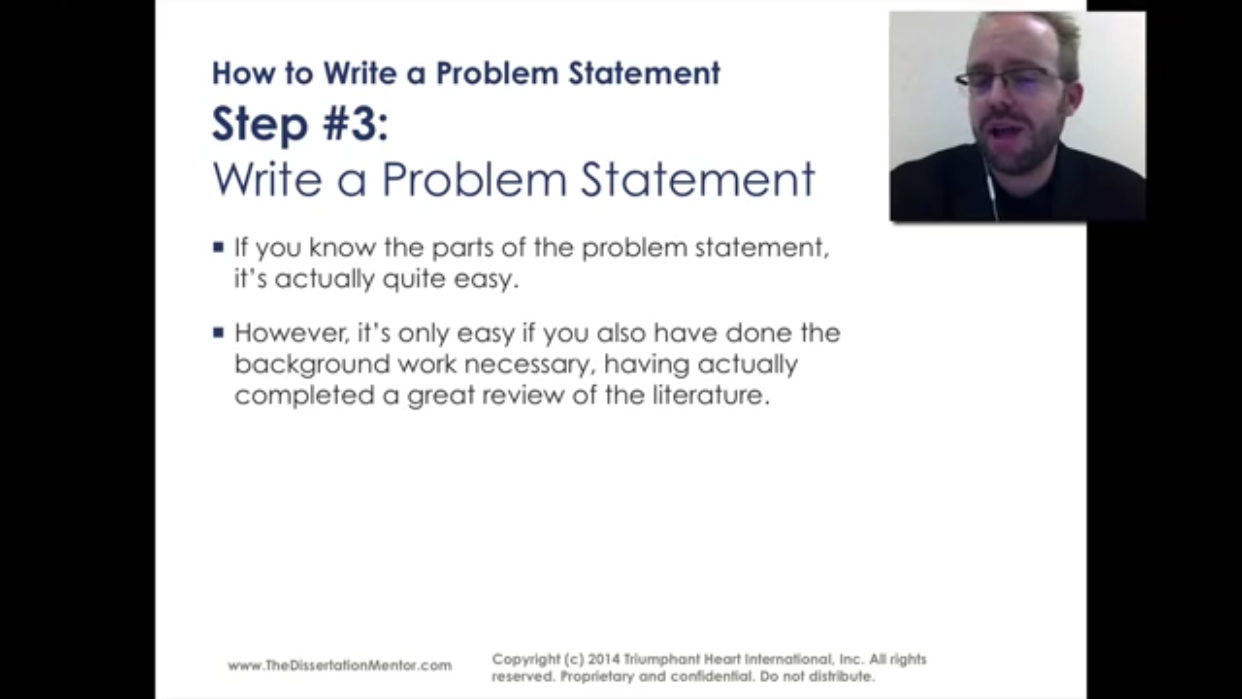 How to Write a Problem Statement
Step #3:
Write a Problem Statement
▪ If you know the parts of the problem statement,
it’s actually quite easy.
▪ However, it’s only easy if you also have done the
background work necessary, having actually
completed a great review of the literature.
www.TheDissertationMentor.com
Copyright (c) 2014 Triumphant Heart International, Inc. All rights
reserved. Proprietary and confidential. Do not distribute.